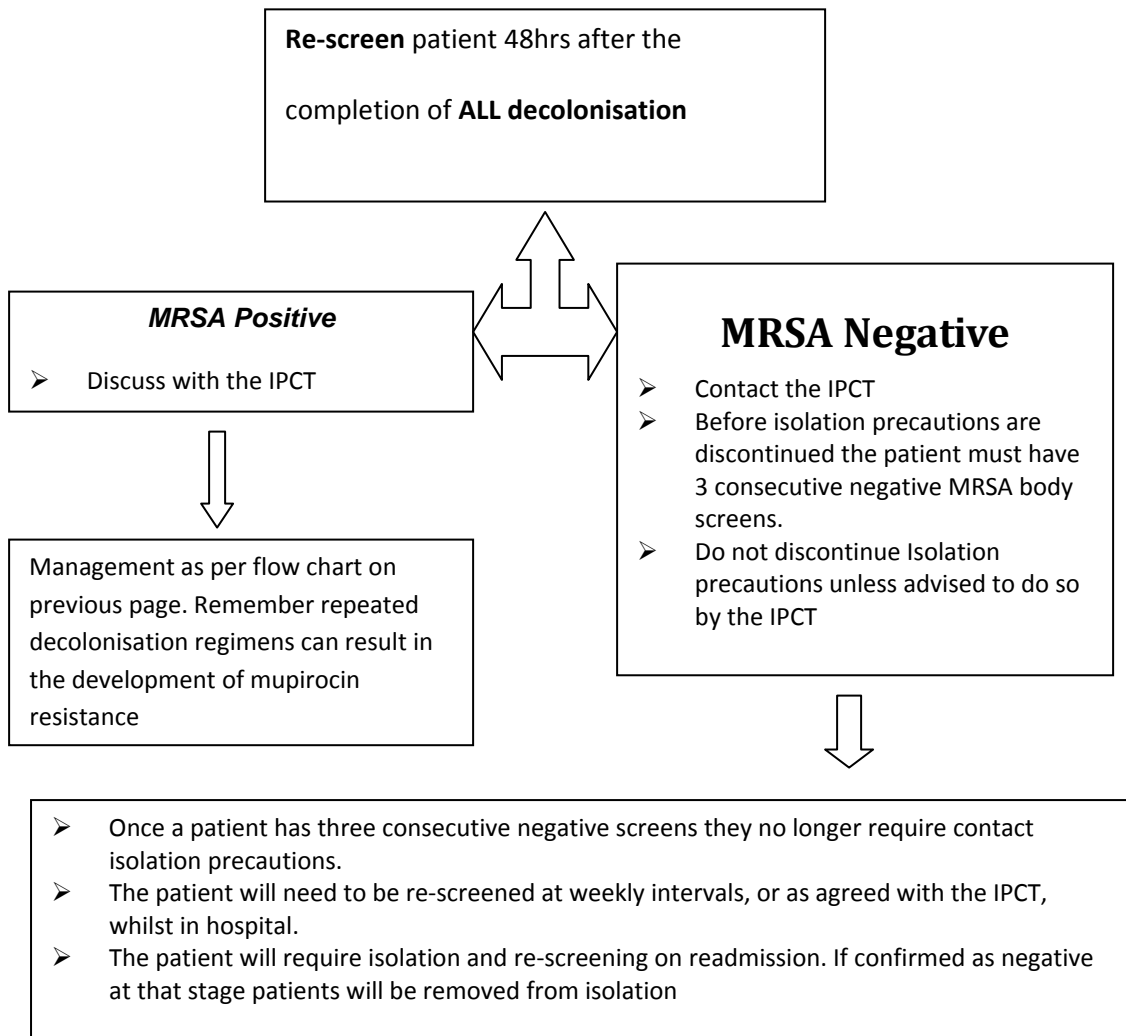 Re-screen patient 48hrs after the
completion of ALL decolonisation
MRSA Positive
➢ Discuss with the IPCT
MRSA Negative
➢ Contact the IPCT
➢ Before isolation precautions are
discontinued the patient must have
3 consecutive negative MRSA body
screens.
➢ Do not discontinue Isolation
precautions unless advised to do so
by the IPCT
Management as per flow chart on
previous page. Remember repeated
decolonisation regimens can result in
the development of mupirocin
resistance
➢ Once a patient has three consecutive negative screens they no longer require contact
isolation precautions.
➢ The patient will need to be re-screened at weekly intervals, or as agreed with the IPCT,
whilst in hospital.
➢ The patient will require isolation and re-screening on readmission. If confirmed as negative
at that stage patients will be removed from isolation